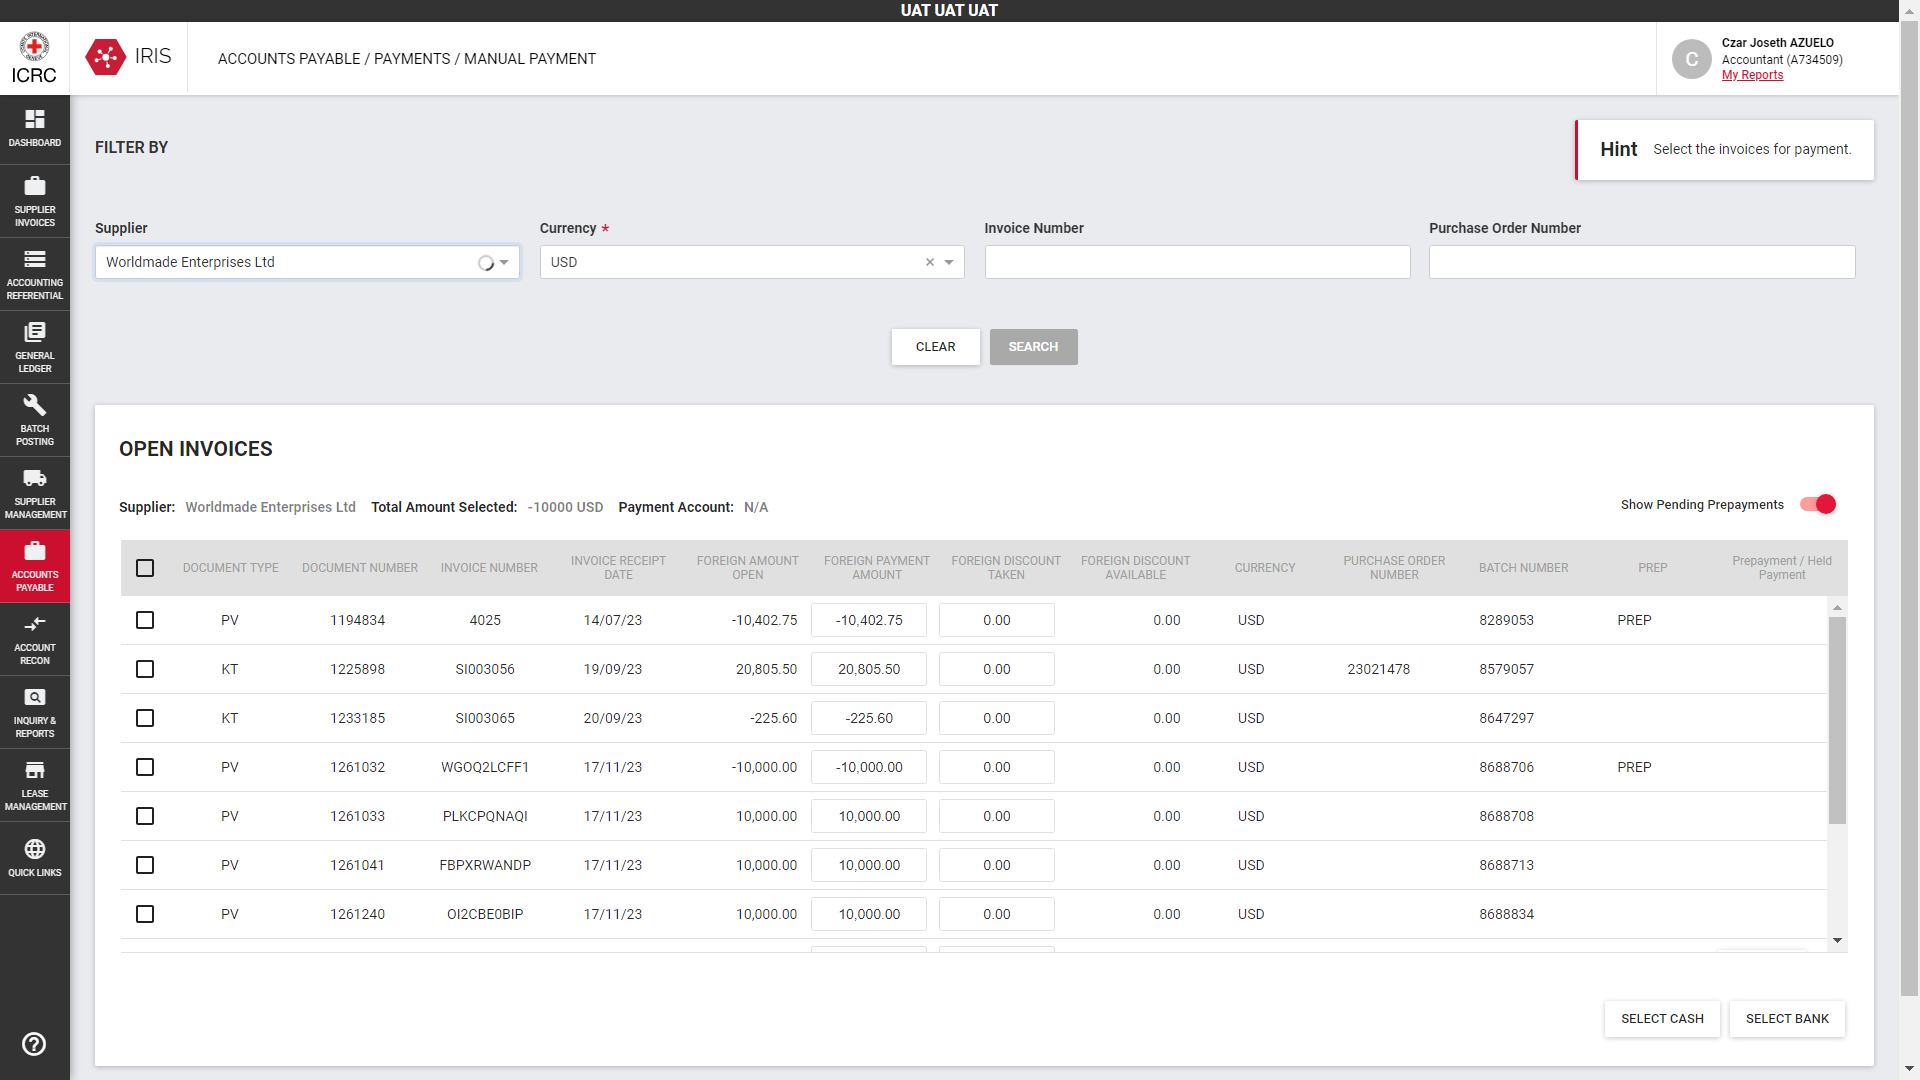 UAT UAT UAT
ICRC
IRIS
ACCOUNTS PAYABLE / PAYMENTS / MANUAL PAYMENT
C
Czar Joseth AZUELO
Accountant (A734509)
My Reports
DASHBOARD
SUPPLIER
INVOICES
ACCOUNTING
REFERENTIAL
GENERAL
LEDGER
BATCH
POSTING
SUPPLIER
MANAGEMENT
ACCOUNTS
PAYABLE
ACCOUNT
RECON
INQUIRY &
REPORTS
LEASE
MANAGEMENT
QUICK LINKS
FILTER BY
Hint Select the invoices for payment.
Supplier Currency * Invoice Number Purchase Order Number
Worldmade Enterprises Ltd USD
CLEAR SEARCH
OPEN INVOICES
Supplier: Worldmade Enterprises Ltd Total Amount Selected: -10000 USD Payment Account: N/A Show Pending Prepayments
DOCUMENT TYPE DOCUMENT NUMBER INVOICE NUMBER INVOICE RECEIPT DATE FOREIGN AMOUNT OPEN FOREIGN PAYMENT AMOUNT FOREIGN DISCOUNT TAKEN FOREIGN DISCOUNT AVAILABLE CURRENCY PURCHASE ORDER NUMBER BATCH NUMBER PREP Prepayment / Held Payment
PV 1194834 4025 14/07/23 -10,402.75 -10,402.75 0.00 0.00 USD 8289053 PREP
KT 1225898 SI003056 19/09/23 20,805.50 20,805.50 0.00 0.00 USD 23021478 8579057
KT 1233185 SI003065 20/09/23 -225.60 -225.60 0.00 0.00 USD 8647297
PV 1261032 WGOQ2LCFF1 17/11/23 -10,000.00 -10,000.00 0.00 0.00 USD 8688706 PREP
PV 1261033 PLKCPQNAQI 17/11/23 10,000.00 10,000.00 0.00 0.00 USD 8688708
PV 1261041 FBPXRWANDP 17/11/23 10,000.00 10,000.00 0.00 0.00 USD 8688713
PV 1261240 OI2CBE0BIP 17/11/23 10,000.00 10,000.00 0.00 0.00 USD 8688834
SELECT CASH SELECT BANK